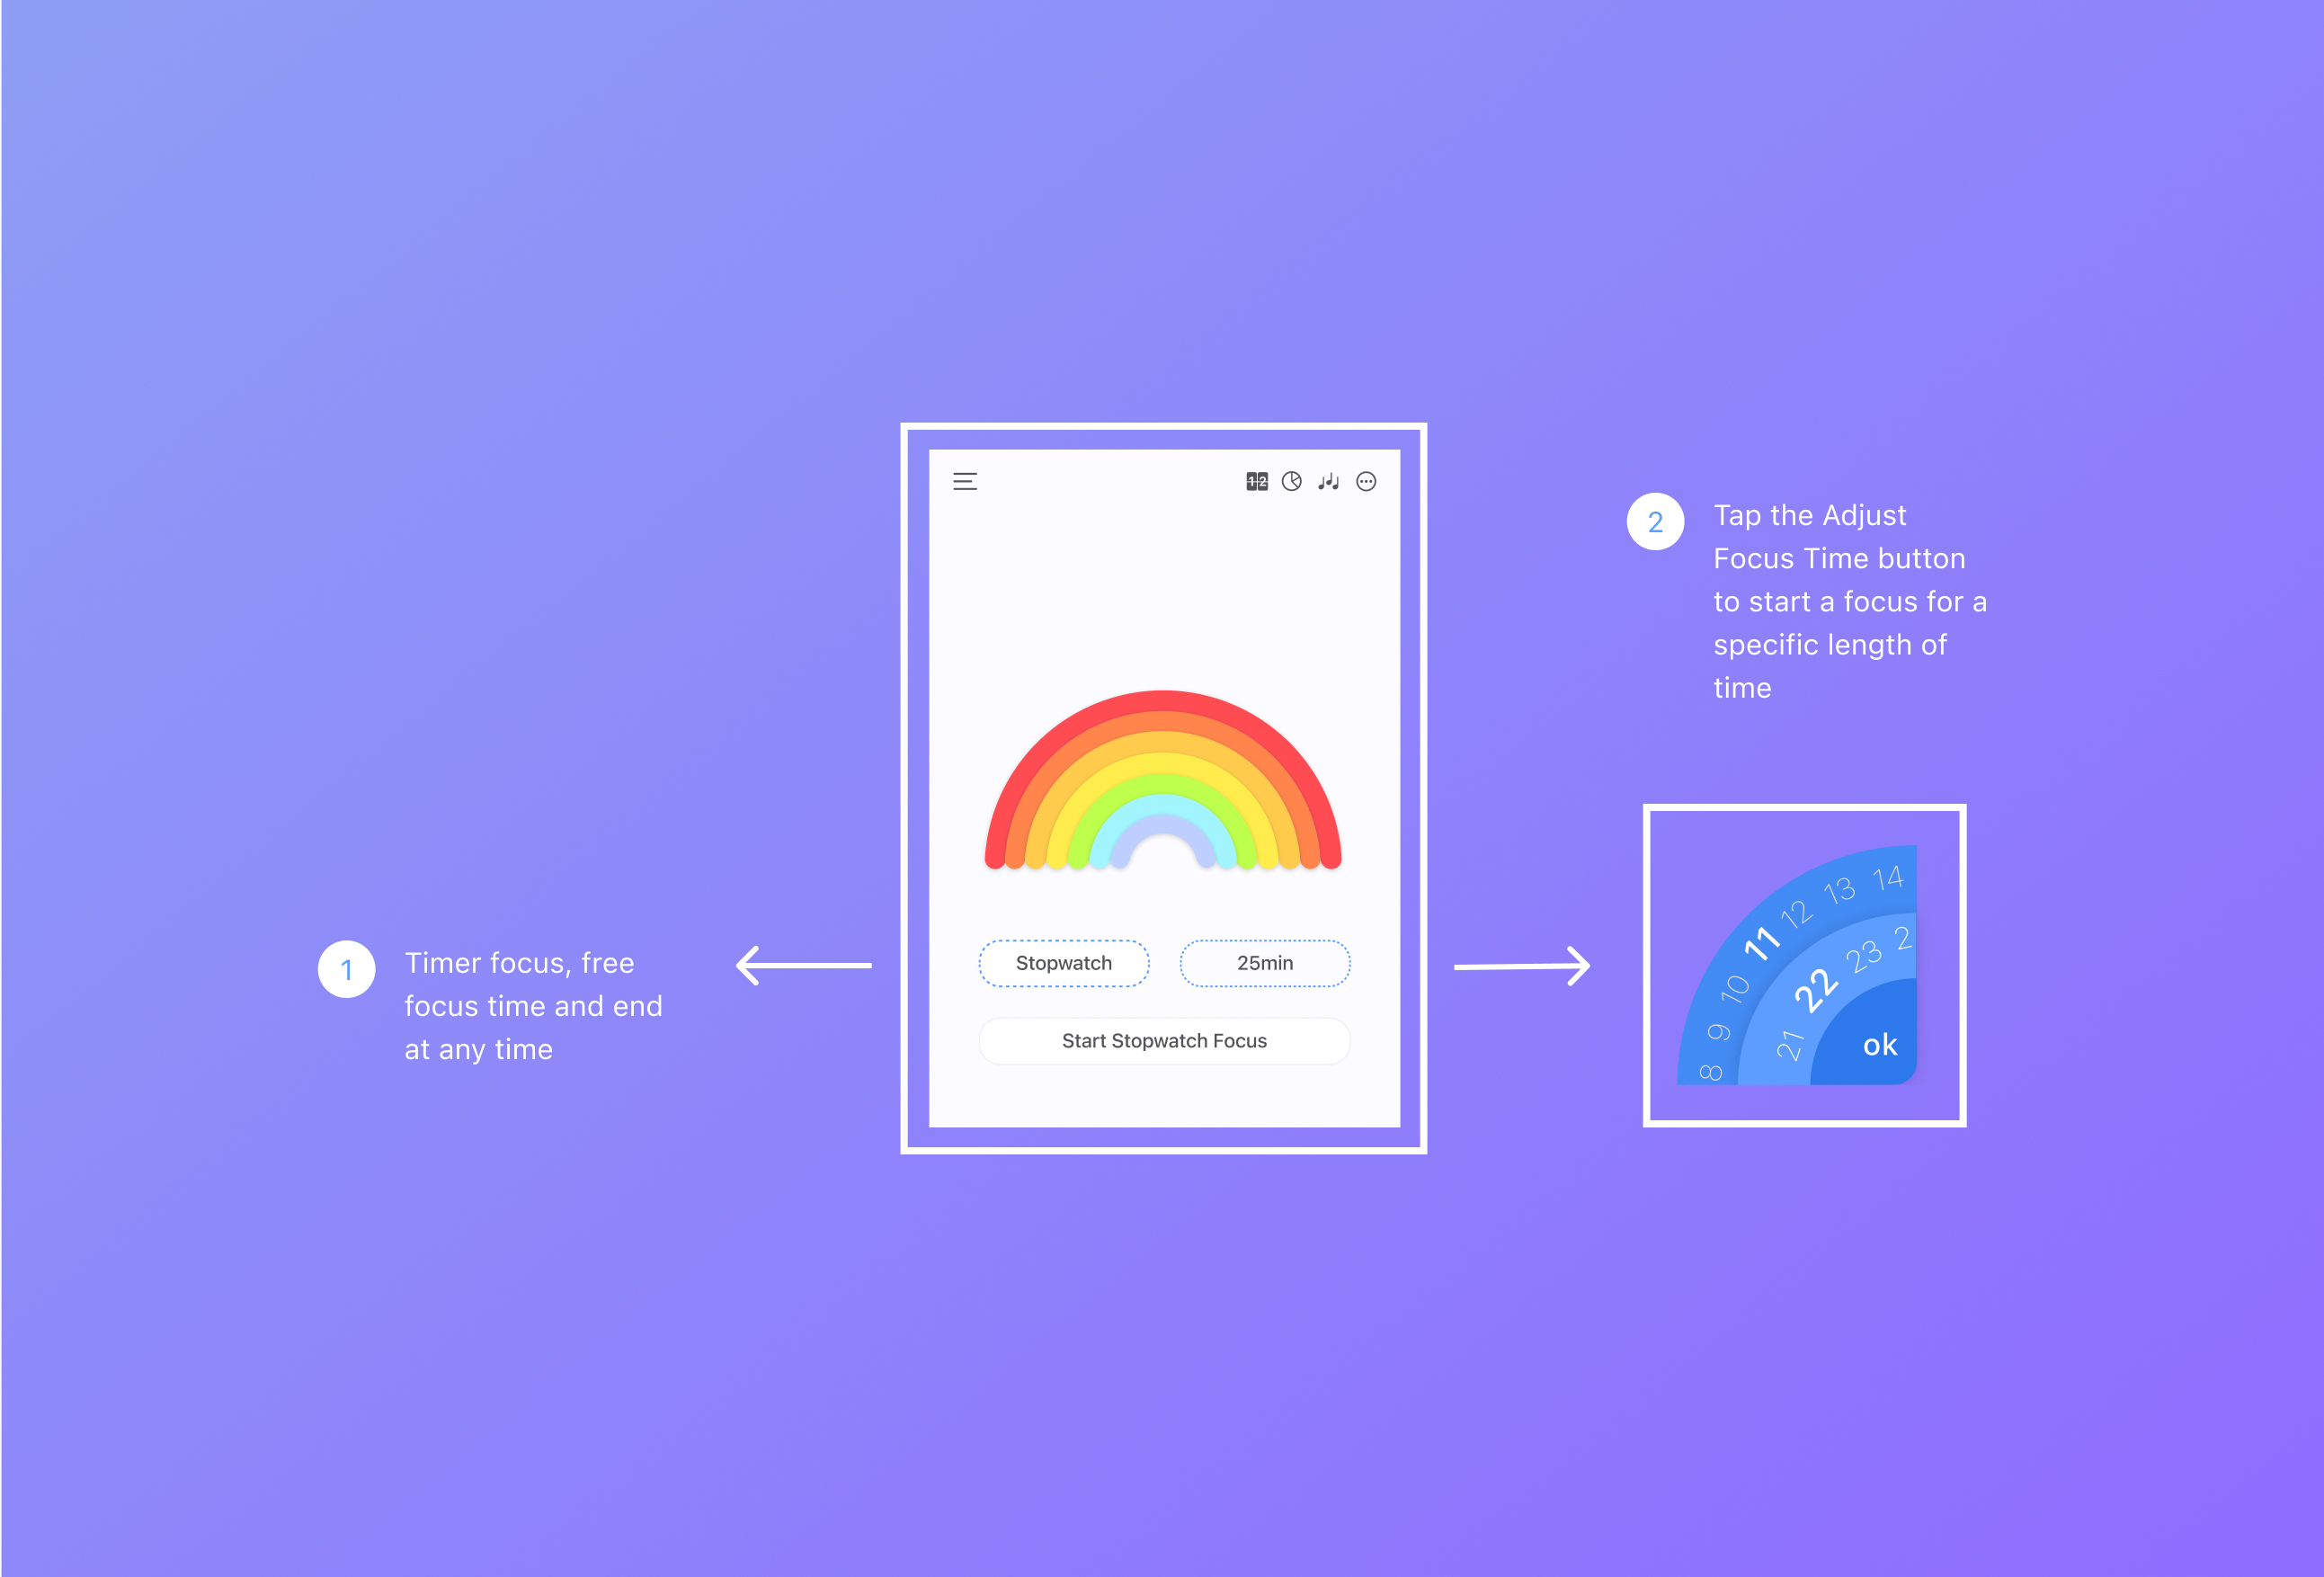 12
Stopwatch
25min
Start Stopwatch Focus
1
Timer focus, free
focus time and end
at any time
2
Tap the Adjust
Focus Time button
to start a focus for a
specific length of
time
8 9 10 11 12 13 14
21 22 23 2
ok